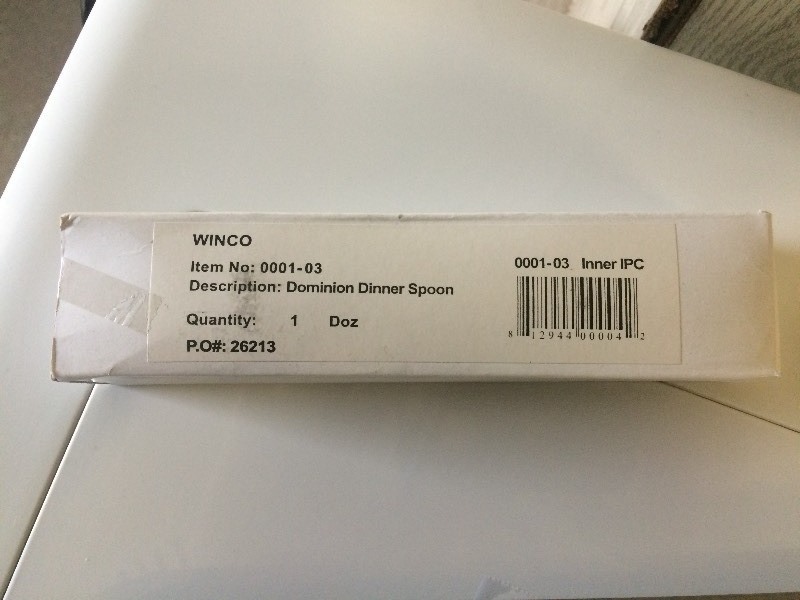 WINCO
Item No: 0001-03
Description: Dominion Dinner Spoon
Quantity: 1 Doz
P.O#: 26213
0001-03 Inner IPC
8 12944 00004 2